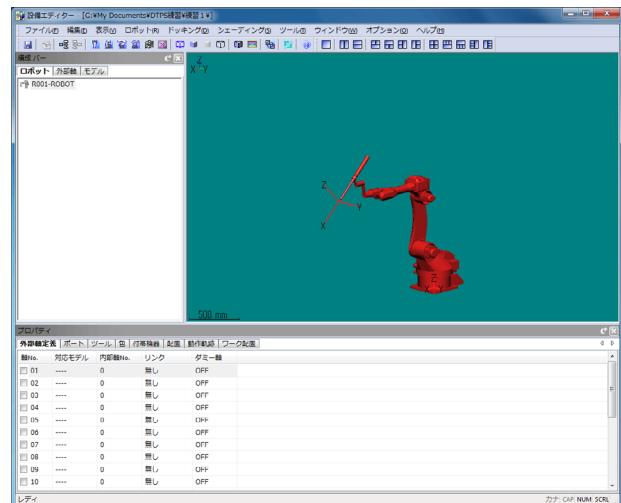 設備エディター - [G:¥My Documents¥DTPS練習¥練習1¥]
ファイル(F) 編集(E) 表示(V) ロボット(R) ドッキング(D) シェーディング(S) ツール(T) ウィンドウ(W) オプション(O) ヘルプ(H)
構成バー
ロボット 外部軸 モデル
R001-ROBOT
Z
X Y
Z
Y
X
Z
500 mm
プロパティ
外部軸定義 ポート ツール 色 付帯機器 配置 動作軌跡 ワーク配置
軸No. 対応モデル 内部軸No. リンク ダミー軸
01 ---- 0 無し OFF
02 ---- 0 無し OFF
03 ---- 0 無し OFF
04 ---- 0 無し OFF
05 ---- 0 無し OFF
06 ---- 0 無し OFF
07 ---- 0 無し OFF
08 ---- 0 無し OFF
09 ---- 0 無し OFF
10 ---- 0 無し OFF
レディ カナ CAP NUM SCRL